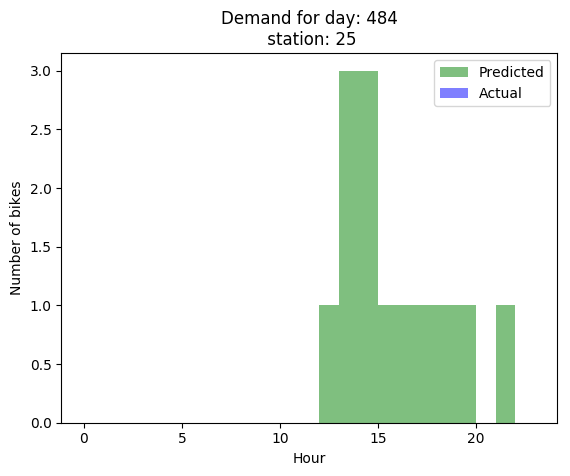 Demand for day: 484
station: 25
Predicted
Actual
3.0
2.5
2.0
1.5
1.0
0.5
0.0
Number of bikes
0 5 10 15 20
Hour